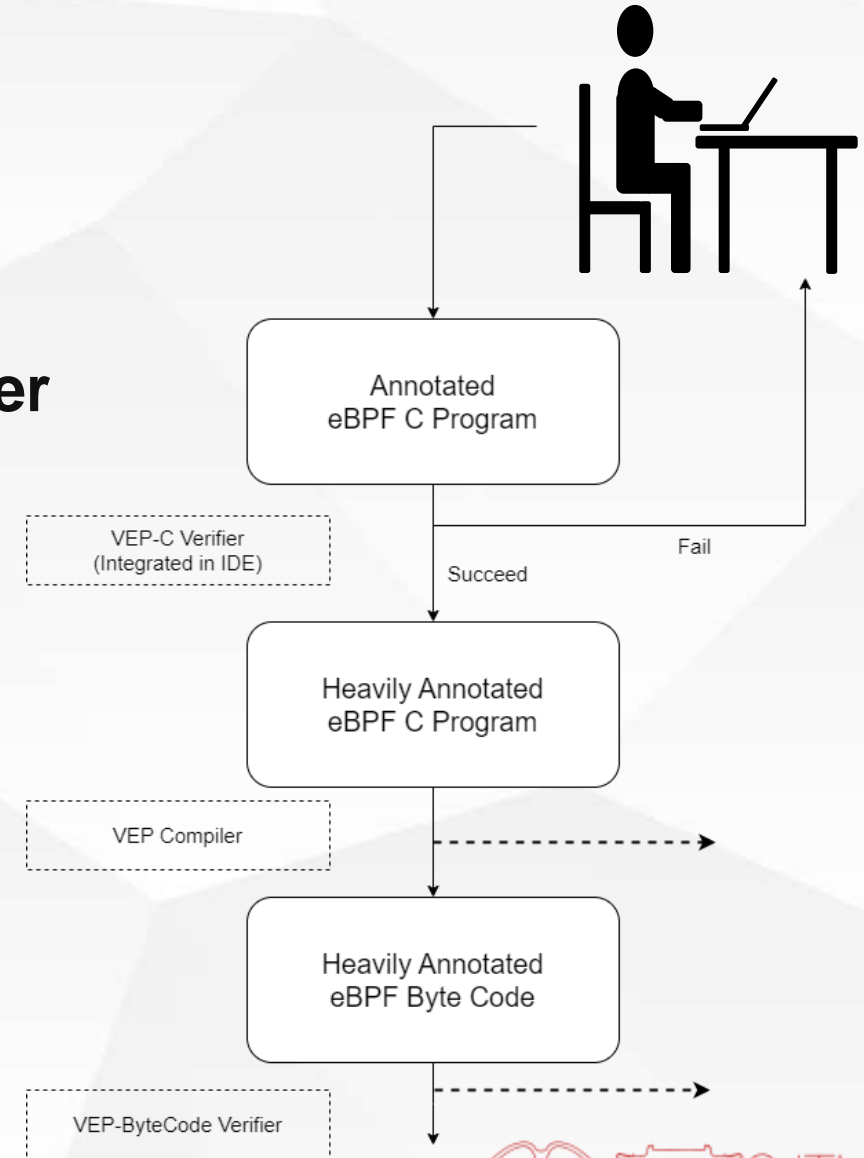 er
Annotated
eBPF C Program
VEP-C Verifier
(Integrated in IDE)
Fail
Succeed
Heavily Annotated
eBPF C Program
VEP Compiler
Heavily Annotated
eBPF Byte Code
VEP-ByteCode Verifier